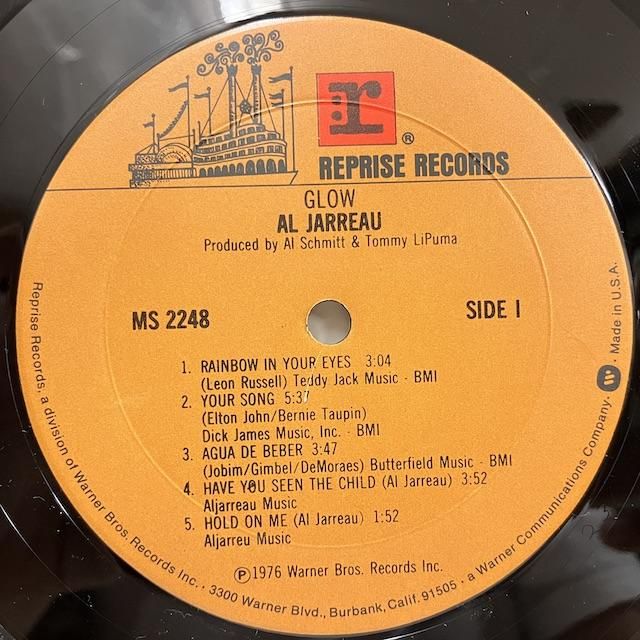 r ®
REPRISE RECORDS
GLOW
AL JARREAU
Produced by Al Schmitt & Tommy LiPuma
MS 2248
SIDE 1
1. RAINBOW IN YOUR EYES 3:04
(Leon Russell) Teddy Jack Music - BMI
2. YOUR SONG 5:37
(Elton John/Bernie Taupin)
Dick James Music, Inc. - BMI
3. AGUA DE BEBER 3:47
(Jobim/Gimbel/DeMoraes) Butterfield Music - BMI
4. HAVE YOU SEEN THE CHILD (Al Jarreau) 3:52
Aljarreau Music
5. HOLD ON ME (Al Jarreau) 1:52
Aljarreu Music
℗1976 Warner Bros. Records Inc.
Reprise Records, a division of Warner Bros. Records Inc. · 3300 Warner Blvd., Burbank, Calif. 91505 · a Warner Communications Company · W · Made in U.S.A.